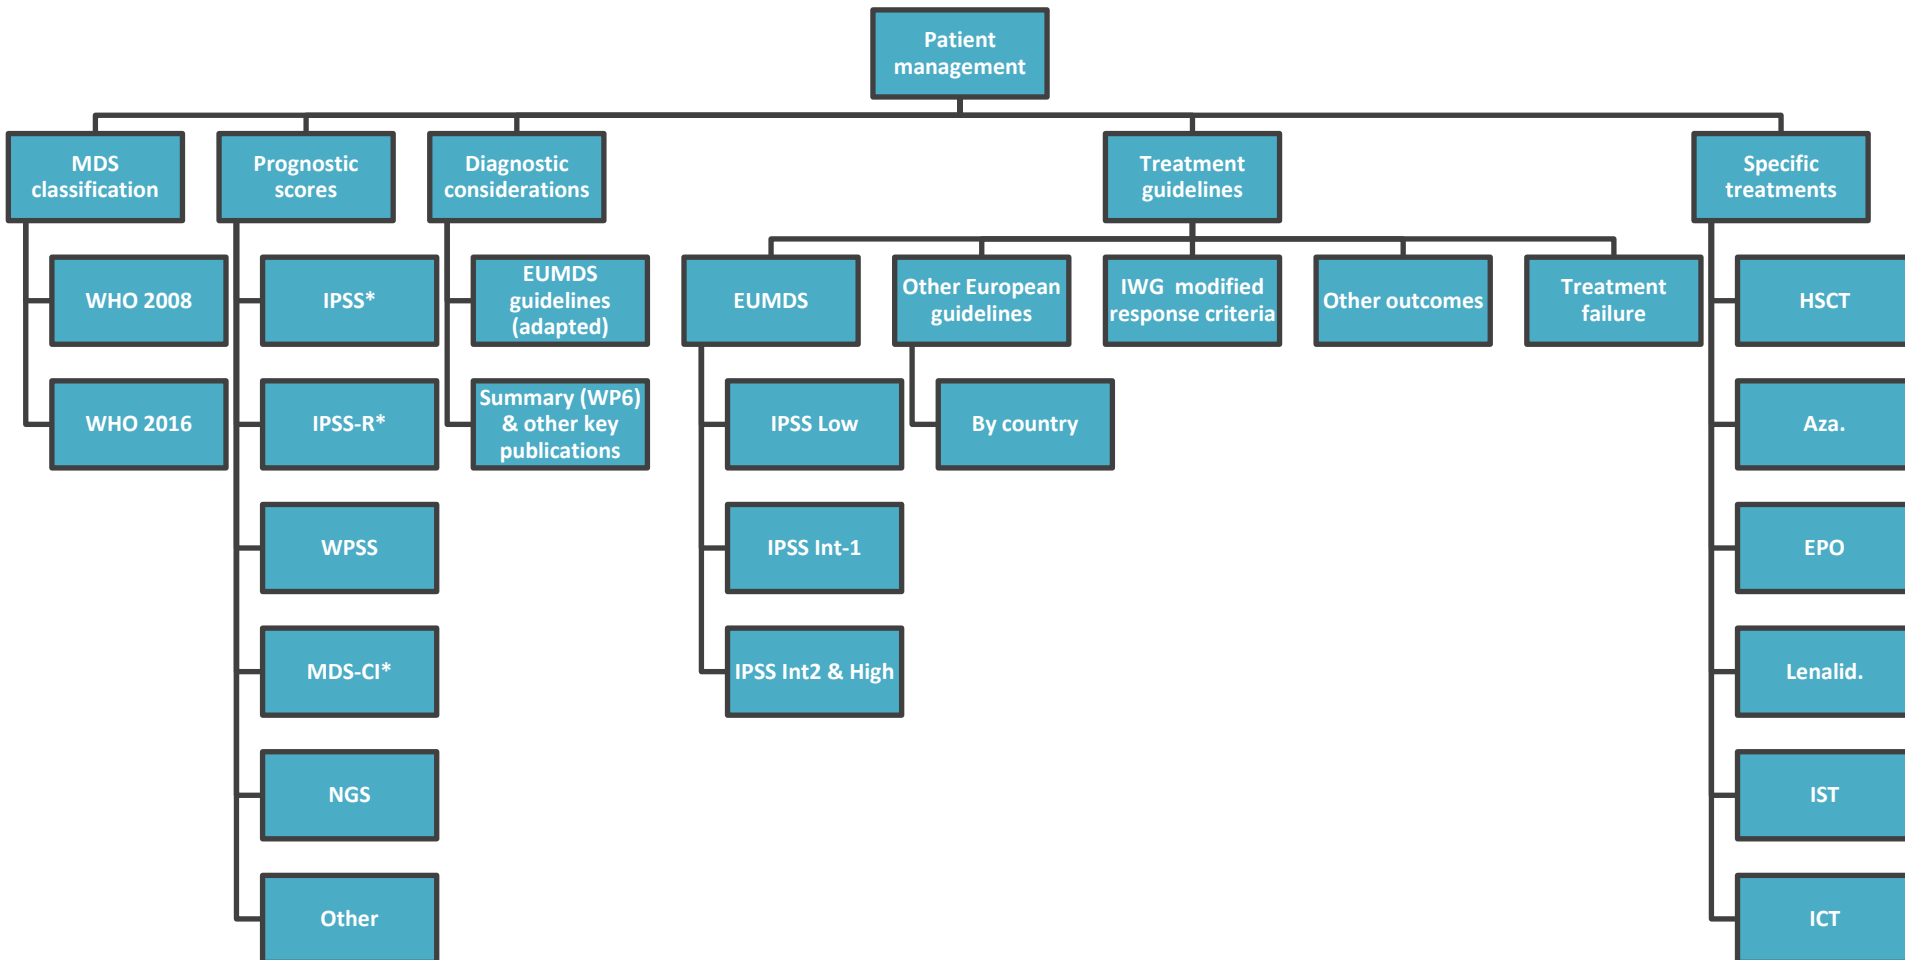 Patient
management
MDS
classification
Prognostic
scores
Diagnostic
considerations
Treatment
guidelines
Specific
treatments
WHO 2008
WHO 2016
IPSS*
IPSS-R*
WPSS
MDS-CI*
NGS
Other
EUMDS
guidelines
(adapted)
Summary (WP6)
& other key
publications
EUMDS
IPSS Low
IPSS Int-1
IPSS Int2 & High
Other European
guidelines
By country
IWG modified
response criteria
Other outcomes
Treatment
failure
HSCT
Aza.
EPO
Lenalid.
IST
ICT